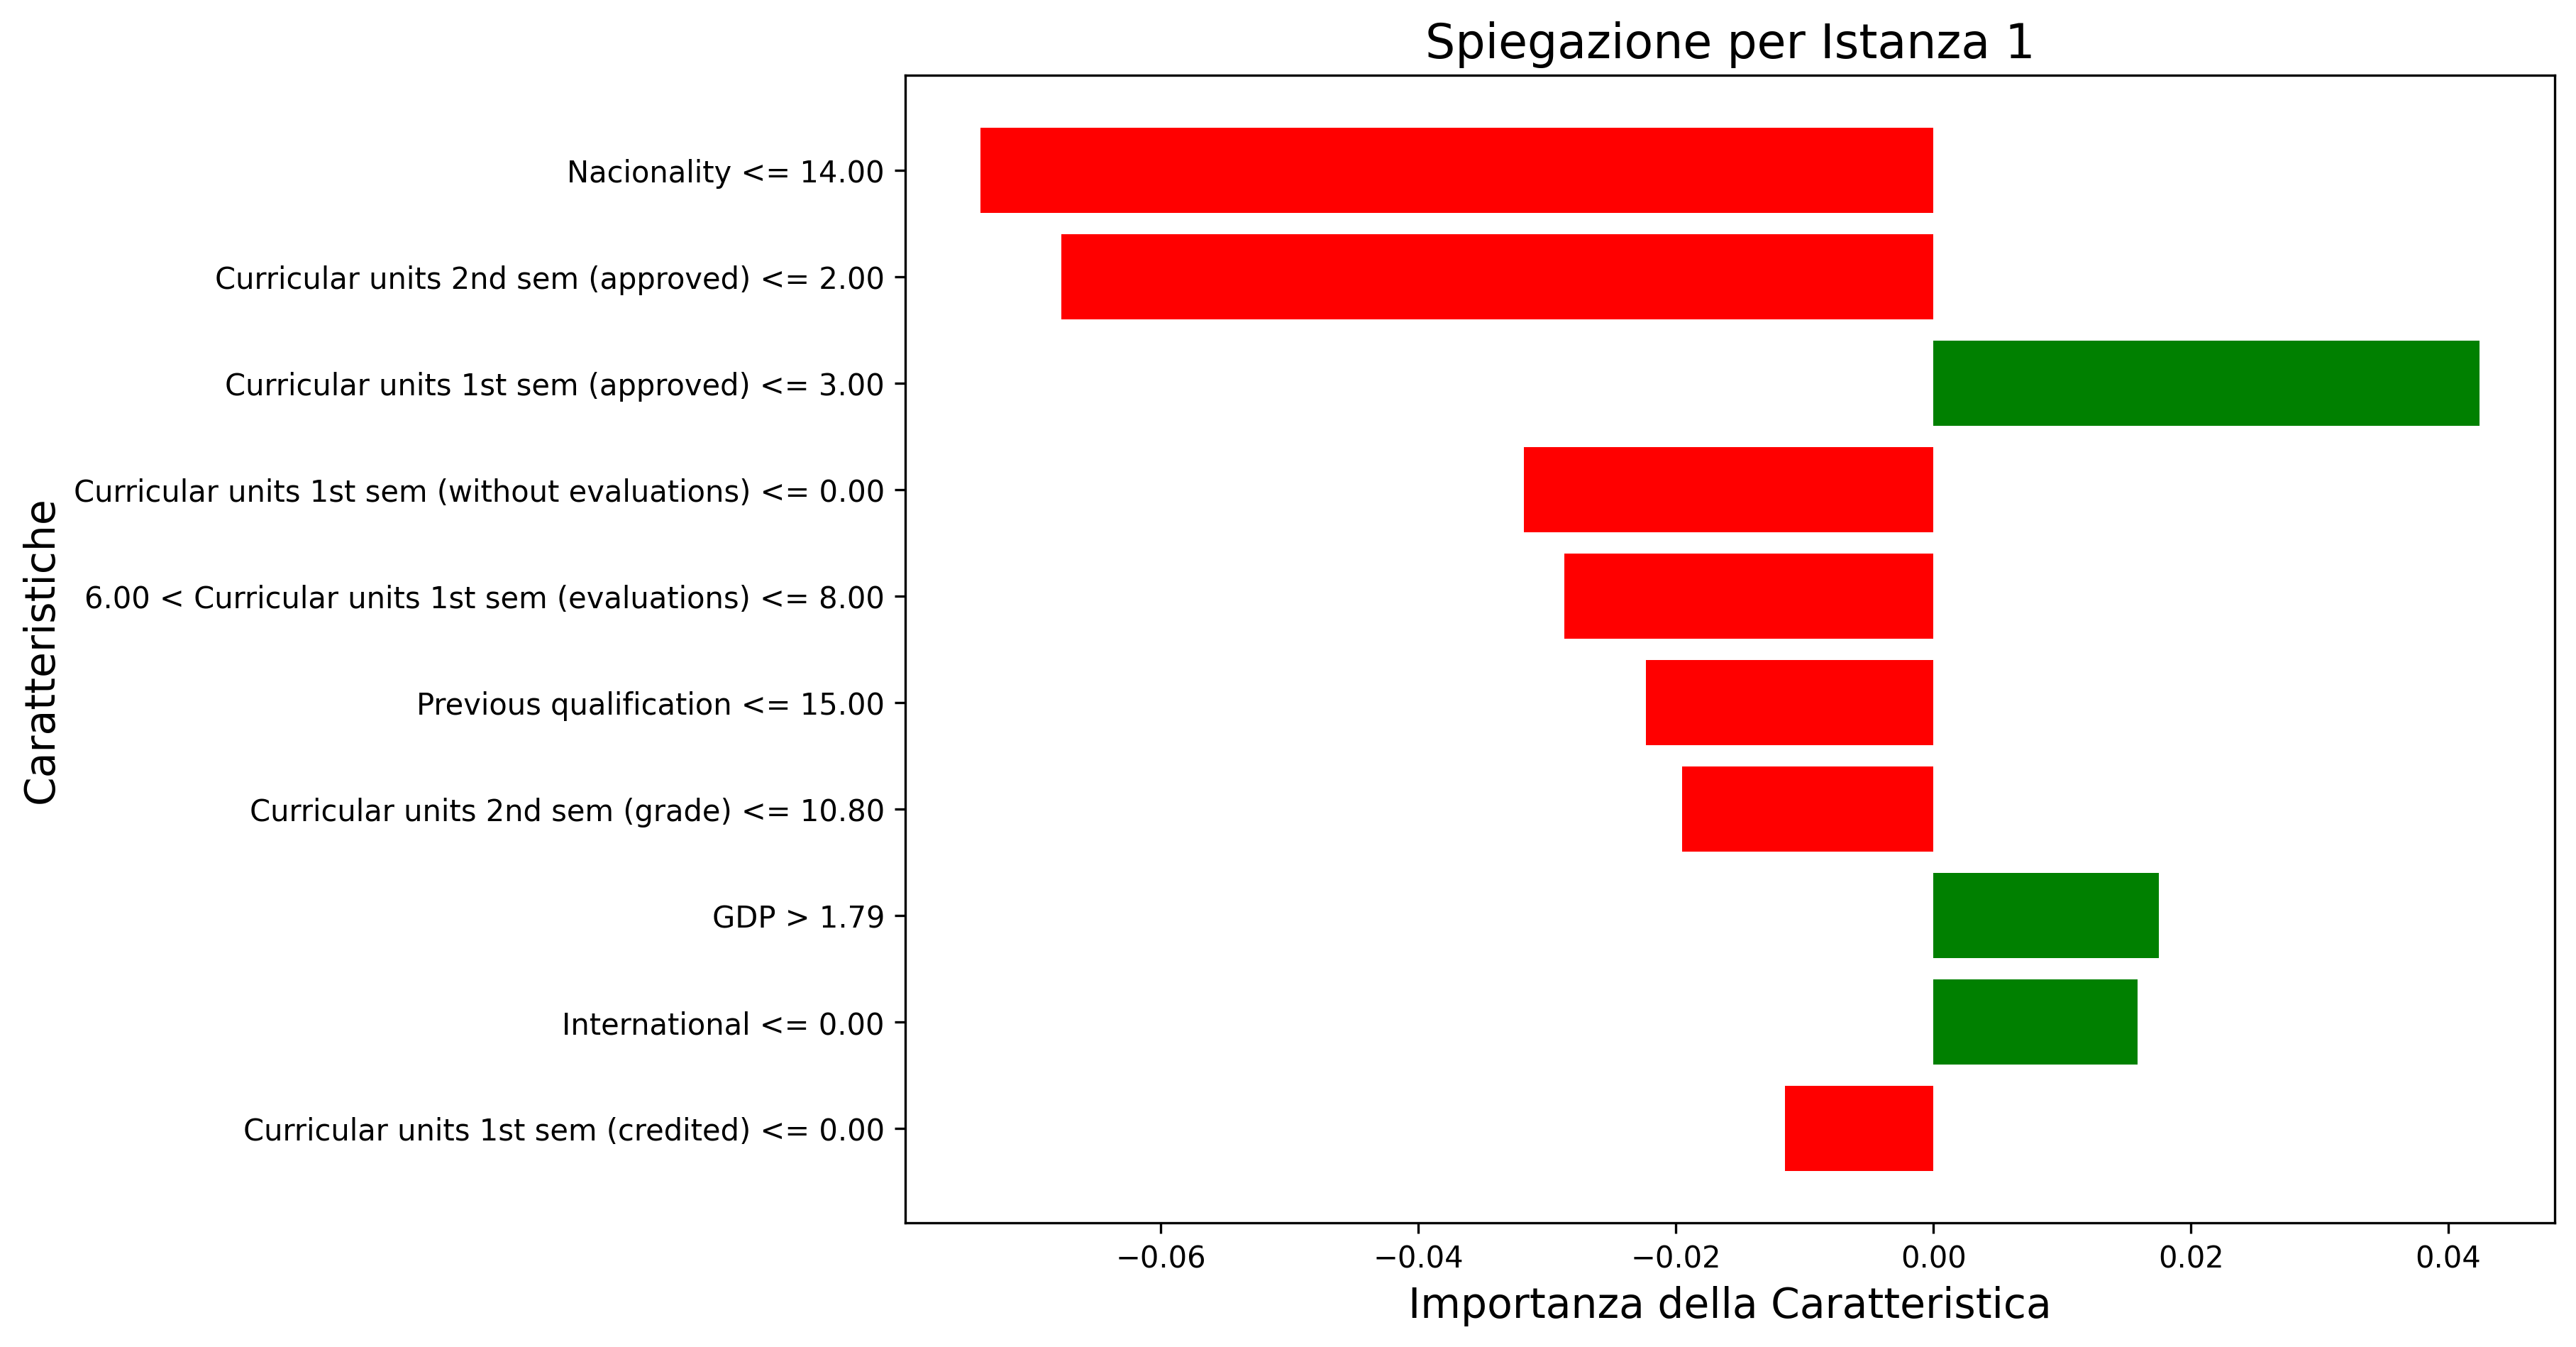 Spiegazione per Istanza 1
Caratteristiche
Nacionality <= 14.00
Curricular units 2nd sem (approved) <= 2.00
Curricular units 1st sem (approved) <= 3.00
Curricular units 1st sem (without evaluations) <= 0.00
6.00 < Curricular units 1st sem (evaluations) <= 8.00
Previous qualification <= 15.00
Curricular units 2nd sem (grade) <= 10.80
GDP > 1.79
International <= 0.00
Curricular units 1st sem (credited) <= 0.00
−0.06 −0.04 −0.02 0.00 0.02 0.04
Importanza della Caratteristica